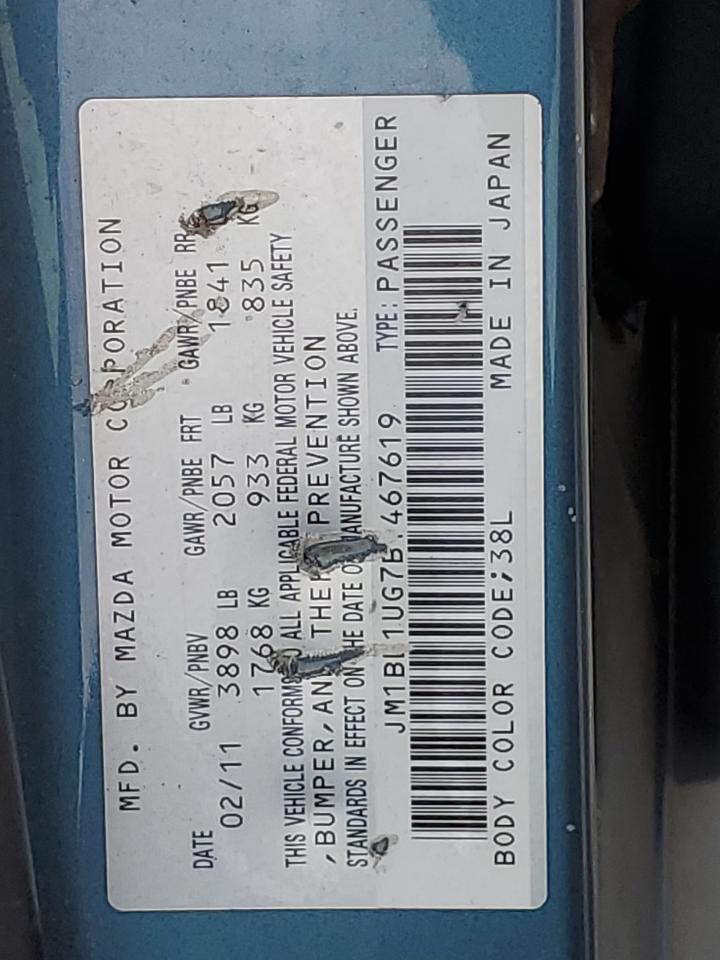 MFD. BY MAZDA MOTOR CORPORATION
DATE GVWR/PNBV GAWR/PNBE FRT GAWR/PNBE RR
02/11 3898 LB 2057 LB 1841
1768 KG 933 KG 835 KG
THIS VEHICLE CONFORMS ALL APPLICABLE FEDERAL MOTOR VEHICLE SAFETY
,BUMPER,AND THEFT PREVENTION
STANDARDS IN EFFECT ON THE DATE OF MANUFACTURE SHOWN ABOVE.
JM1BL1UG7B1467619 TYPE: PASSENGER
BODY COLOR CODE;38L MADE IN JAPAN